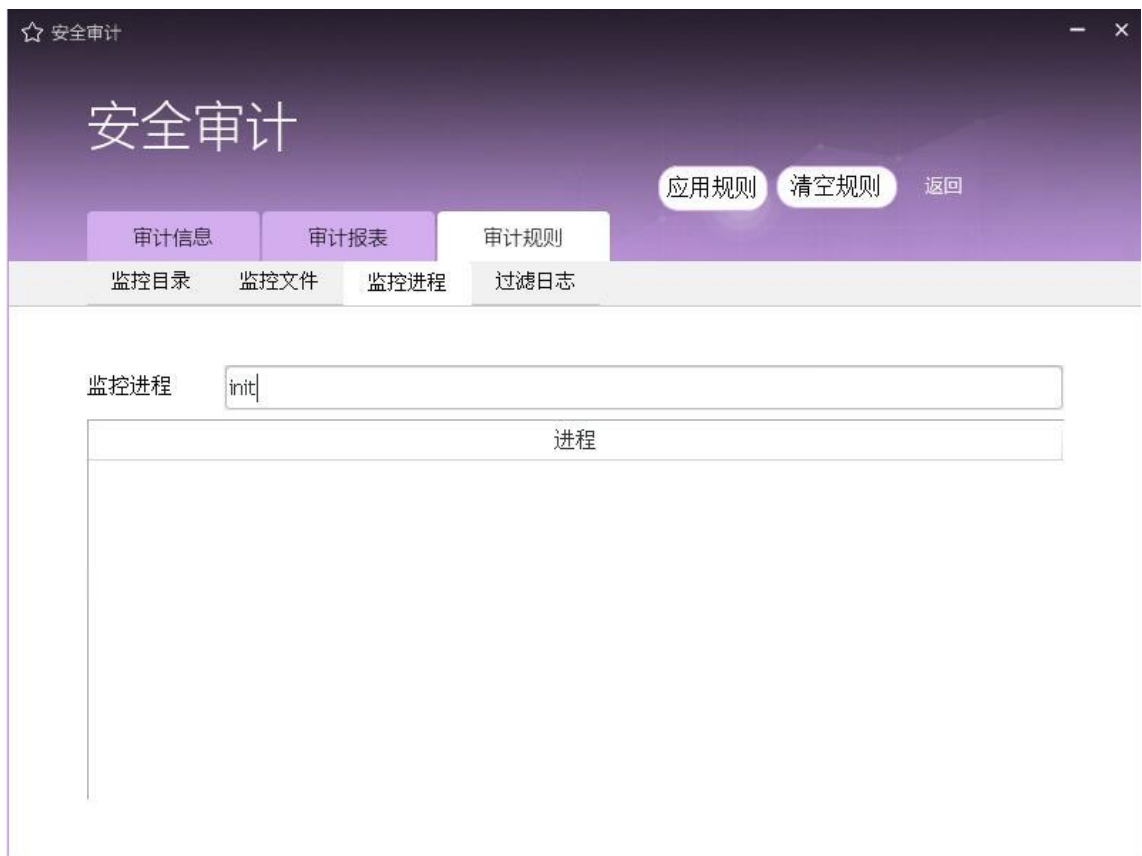 安全审计
安全审计
应用规则 清空规则 返回
审计信息 审计报表 审计规则
监控目录 监控文件 监控进程 过滤日志
监控进程 init
进程